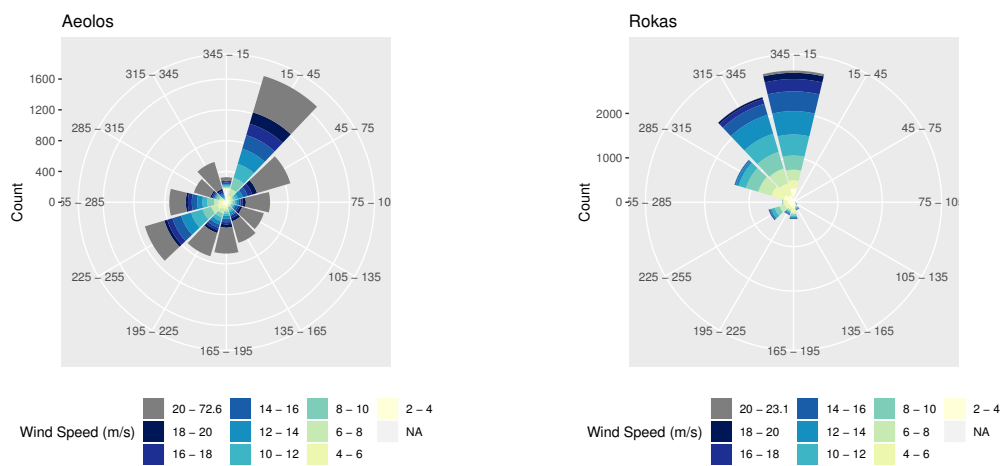 Aeolos
345 – 15
315 – 345
15 – 45
285 – 315
45 – 75
55 – 285
75 – 10
225 – 255
105 – 135
195 – 225
135 – 165
165 – 195
1600
1200
800
400
0
Count
Wind Speed (m/s)
20 – 72.6
14 – 16
8 – 10
2 – 4
18 – 20
12 – 14
6 – 8
NA
16 – 18
10 – 12
4 – 6
Rokas
345 – 15
315 – 345
15 – 45
285 – 315
45 – 75
55 – 285
75 – 10
225 – 255
105 – 135
195 – 225
135 – 165
165 – 195
2000
1000
0
Count
Wind Speed (m/s)
20 – 23.1
14 – 16
8 – 10
2 – 4
18 – 20
12 – 14
6 – 8
NA
16 – 18
10 – 12
4 – 6